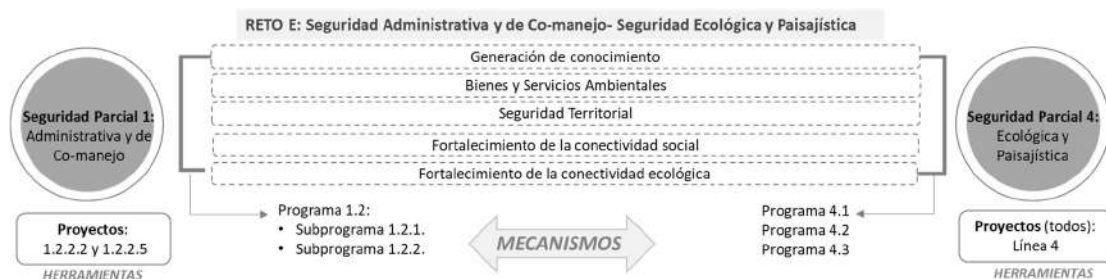 RETO E: Seguridad Administrativa y de Co-manejo- Seguridad Ecológica y Paisajística
Generación de conocimiento
Bienes y Servicios Ambientales
Seguridad Territorial
Fortalecimiento de la conectividad social
Fortalecimiento de la conectividad ecológica
Seguridad Parcial 1:
Administrativa y de
Co-manejo
Seguridad Parcial 4:
Ecológica y
Paisajística
Proyectos:
1.2.2.2 y 1.2.2.5
HERRAMIENTAS
Programa 1.2:
• Subprograma 1.2.1.
• Subprograma 1.2.2.
MECANISMOS
Programa 4.1
Programa 4.2
Programa 4.3
Proyectos (todos):
Línea 4
HERRAMIENTAS